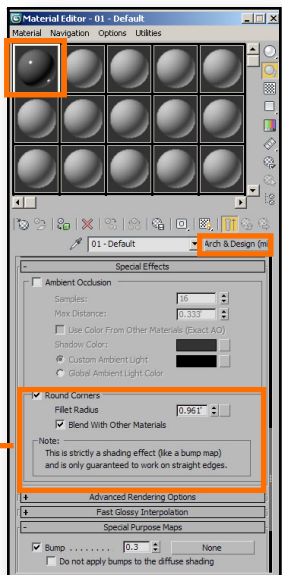 Material Editor - 01 - Default
Material Navigation Options Utilities
01 - Default
Arch & Design (mi
Special Effects
Ambient Occlusion
Samples: 16
Max Distance: 0.333'
Use Color From Other Materials (Exact AO)
Shadow Color:
Custom Ambient Light
Global Ambient Light Color
Round Corners
Fillet Radius 0.961'
Blend With Other Materials
Note:
This is strictly a shading effect (like a bump map)
and is only guaranteed to work on straight edges.
Advanced Rendering Options
Fast Glossy Interpolation
Special Purpose Maps
Bump . . . . . . . . 0.3 None
Do not apply bumps to the diffuse shading